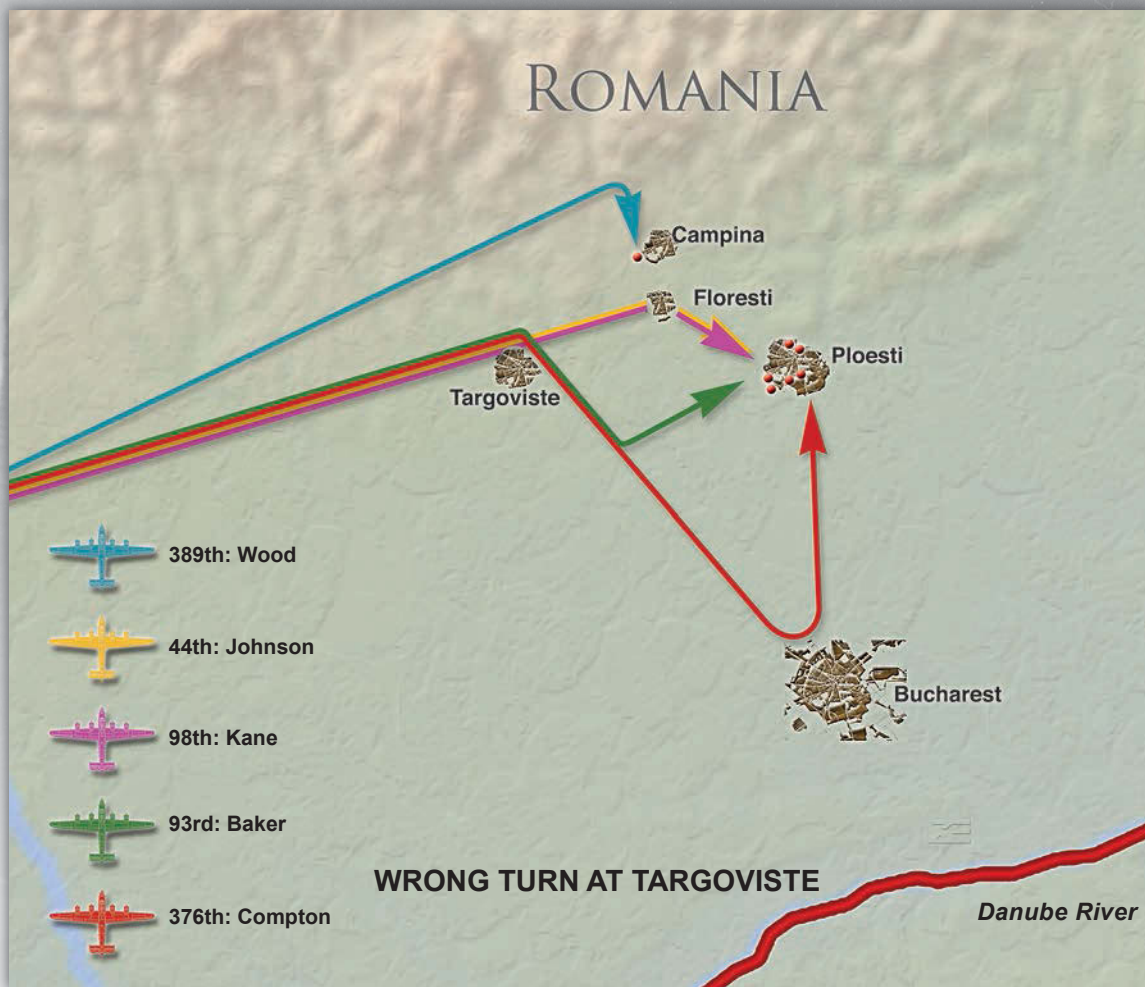 ROMANIA
Campina
Floresti
Ploesti
Targoviste
389th: Wood
44th: Johnson
98th: Kane
Bucharest
93rd: Baker
WRONG TURN AT TARGOVISTE
376th: Compton
Danube River